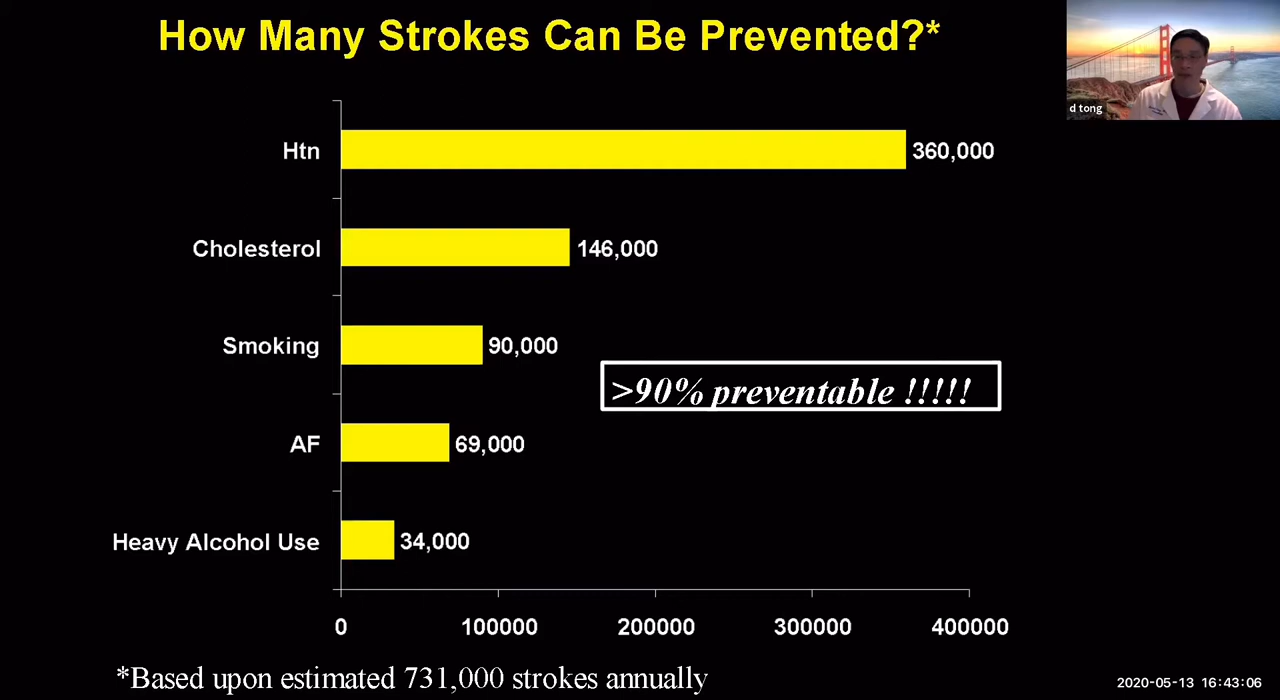 How Many Strokes Can Be Prevented?*
d tong
Htn
360,000
Cholesterol
146,000
Smoking
90,000
>90% preventable !!!!!
AF
69,000
Heavy Alcohol Use
34,000
0 100000 200000 300000 400000
*Based upon estimated 731,000 strokes annually
2020-05-13 16:43:06